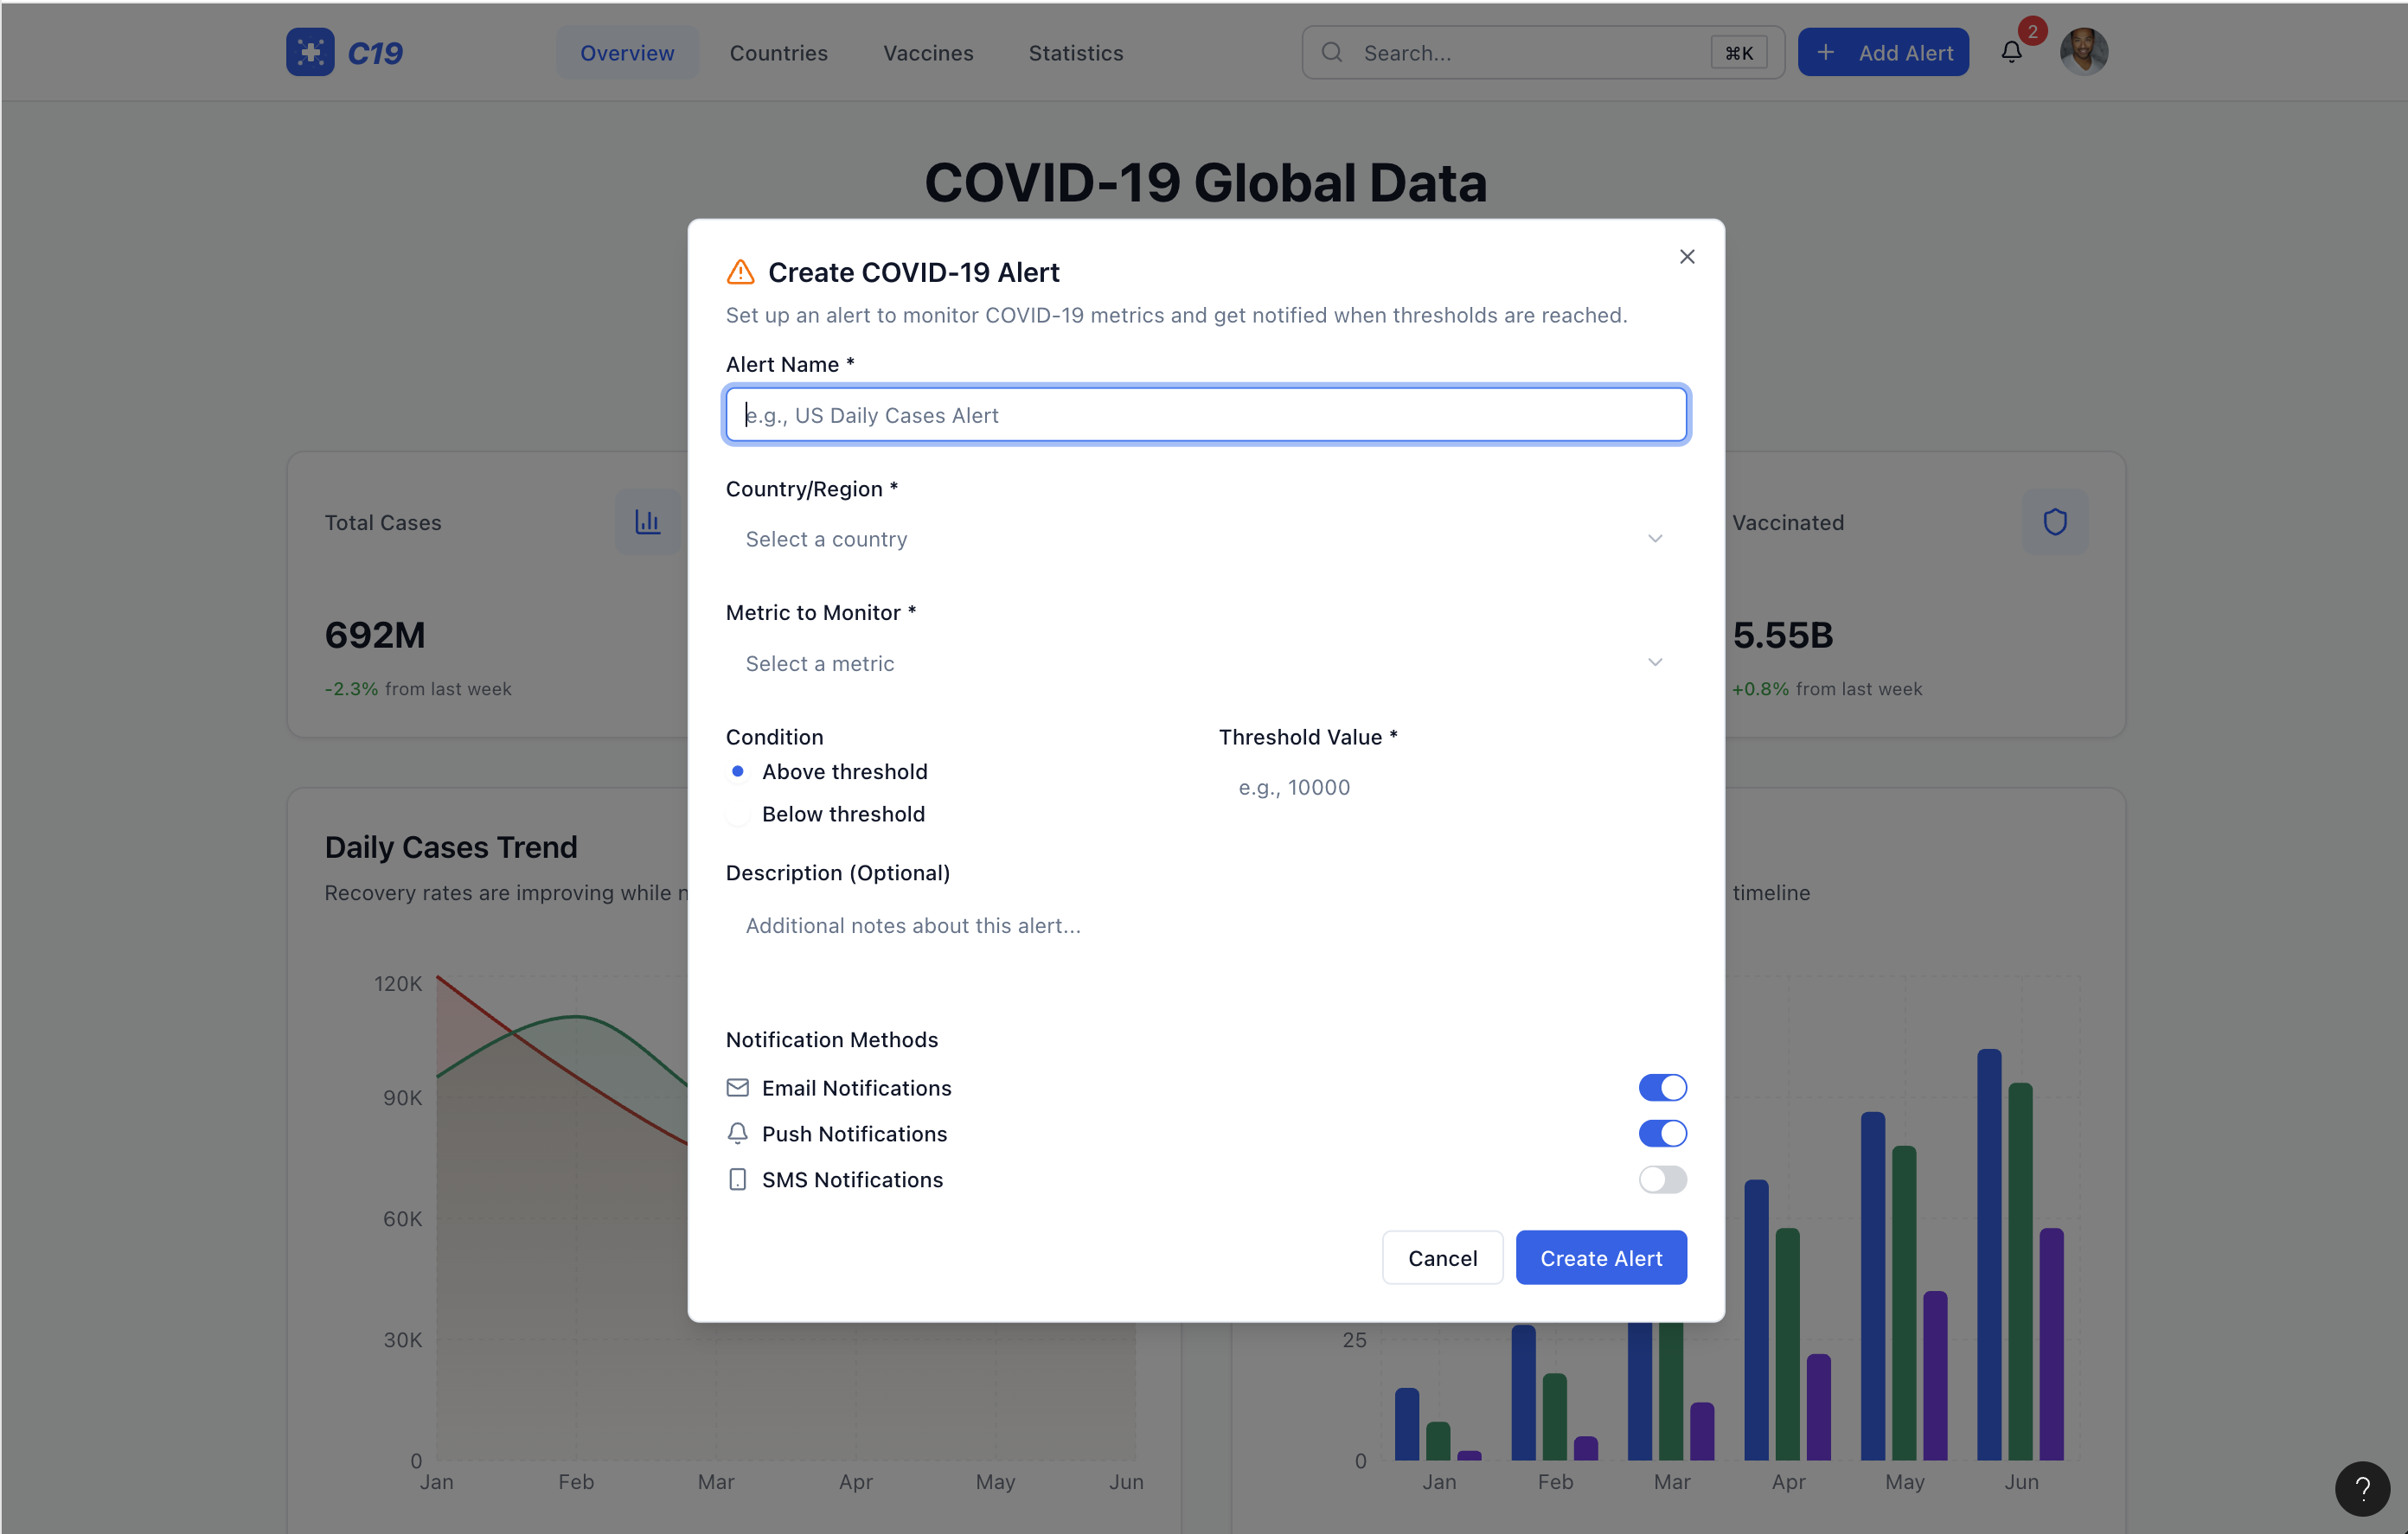 C19
Overview
Countries
Vaccines
Statistics
Search...
⌘K
+ Add Alert
2
COVID-19 Global Data
Create COVID-19 Alert
Set up an alert to monitor COVID-19 metrics and get notified when thresholds are reached.
Alert Name *
e.g., US Daily Cases Alert
Country/Region *
Select a country
Metric to Monitor *
Select a metric
Condition
Above threshold
Below threshold
Threshold Value *
e.g., 10000
Description (Optional)
Additional notes about this alert...
Notification Methods
Email Notifications
Push Notifications
SMS Notifications
Cancel
Create Alert
Total Cases
692M
-2.3% from last week
Vaccinated
5.55B
+0.8% from last week
Daily Cases Trend
Recovery rates are improving while
120K
90K
60K
30K
0
Jan
Feb
Mar
Apr
May
Jun
timeline
25
0
Jan
Feb
Mar
Apr
May
Jun
?